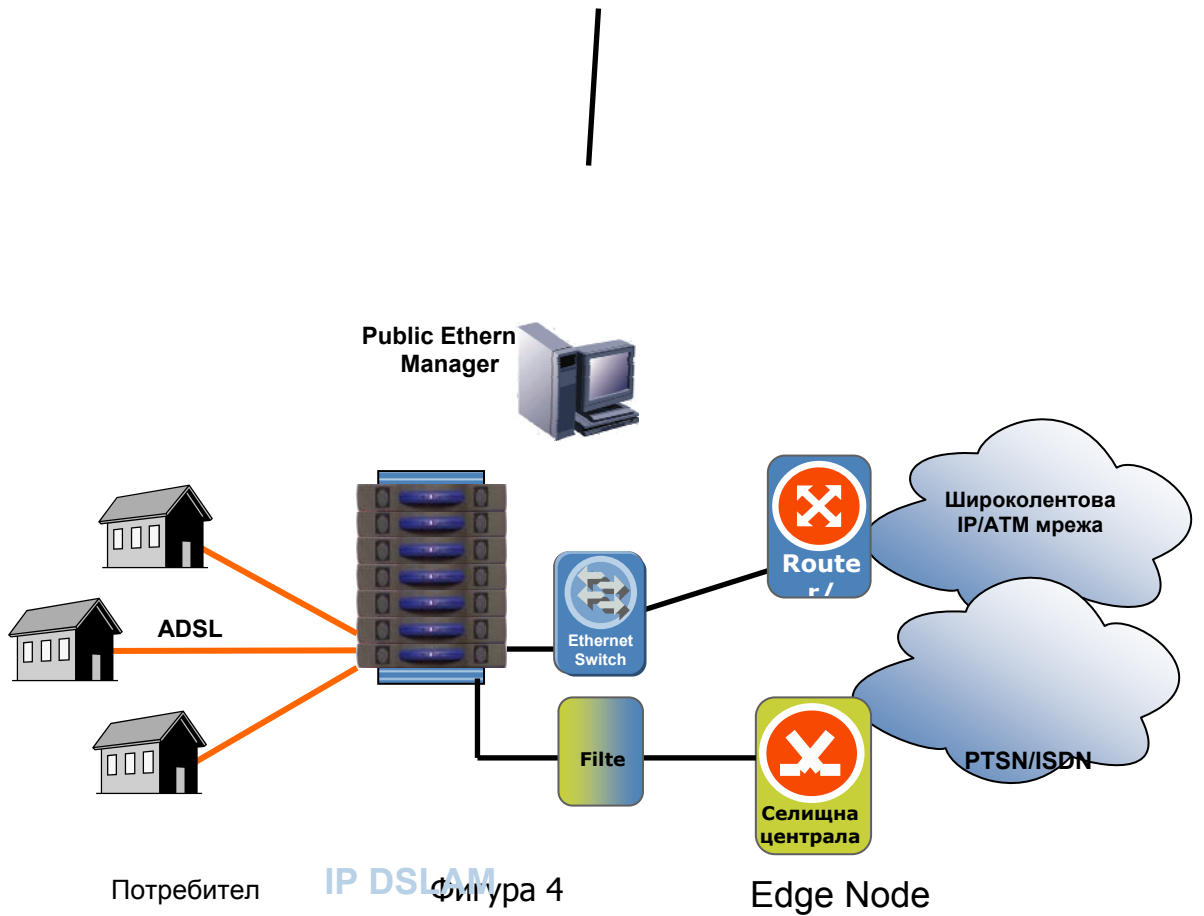 Public Ethern
Manager
Широколентова
IP/ATM мрежа
Route
r/
ADSL
Ethernet
Switch
Filte
PTSN/ISDN
Селищна
централа
Потребител
IP DSLAM
Фигура 4
Edge Node